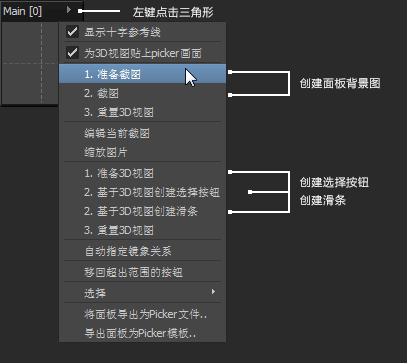 Main [0]
左键点击三角形
显示十字参考线
为3D视图贴上picker画面
1. 准备截图
2. 截图
创建面板背景图
3. 重置3D视图
编辑当前截图
缩放图片
1. 准备3D视图
创建选择按钮
2. 基于3D视图创建选择按钮
创建滑条
2. 基于3D视图创建滑条
3. 重置3D视图
自动指定镜象关系
移回超出范围的按钮
选择
将面板导出为Picker文件..
导出面板为Picker模板..